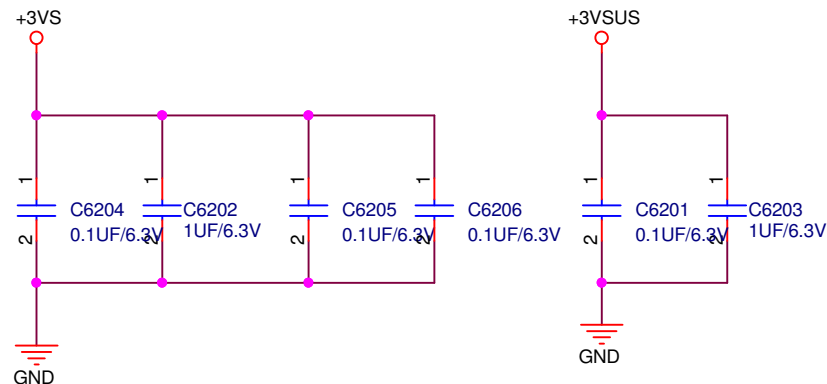 +3VS
+3VSUS
1
1
1
1
1
1
C6204
C6202
C6205
C6206
C6201
C6203
0.1UF/6.3V
1UF/6.3V
0.1UF/6.3V
0.1UF/6.3V
0.1UF/6.3V
1UF/6.3V
2
2
2
2
2
2
GND
GND